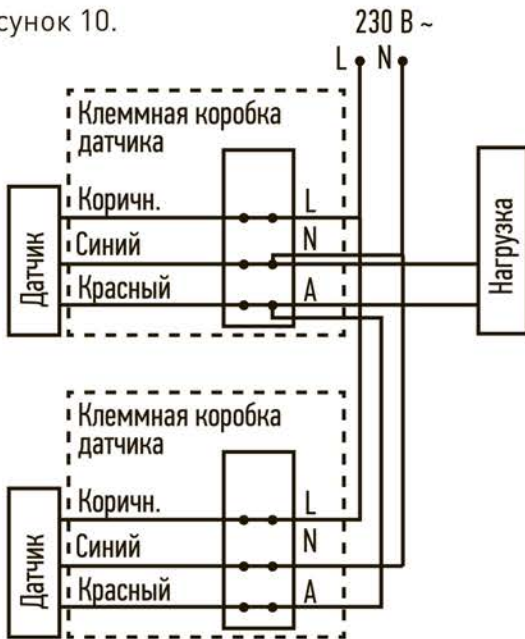 сунок 10.
230 В ~
L N
Клеммная коробка
датчика
Датчик
Коричн.
Синий
Красный
L
N
A
Нагрузка
Клеммная коробка
датчика
Датчик
Коричн.
Синий
Красный
L
N
A